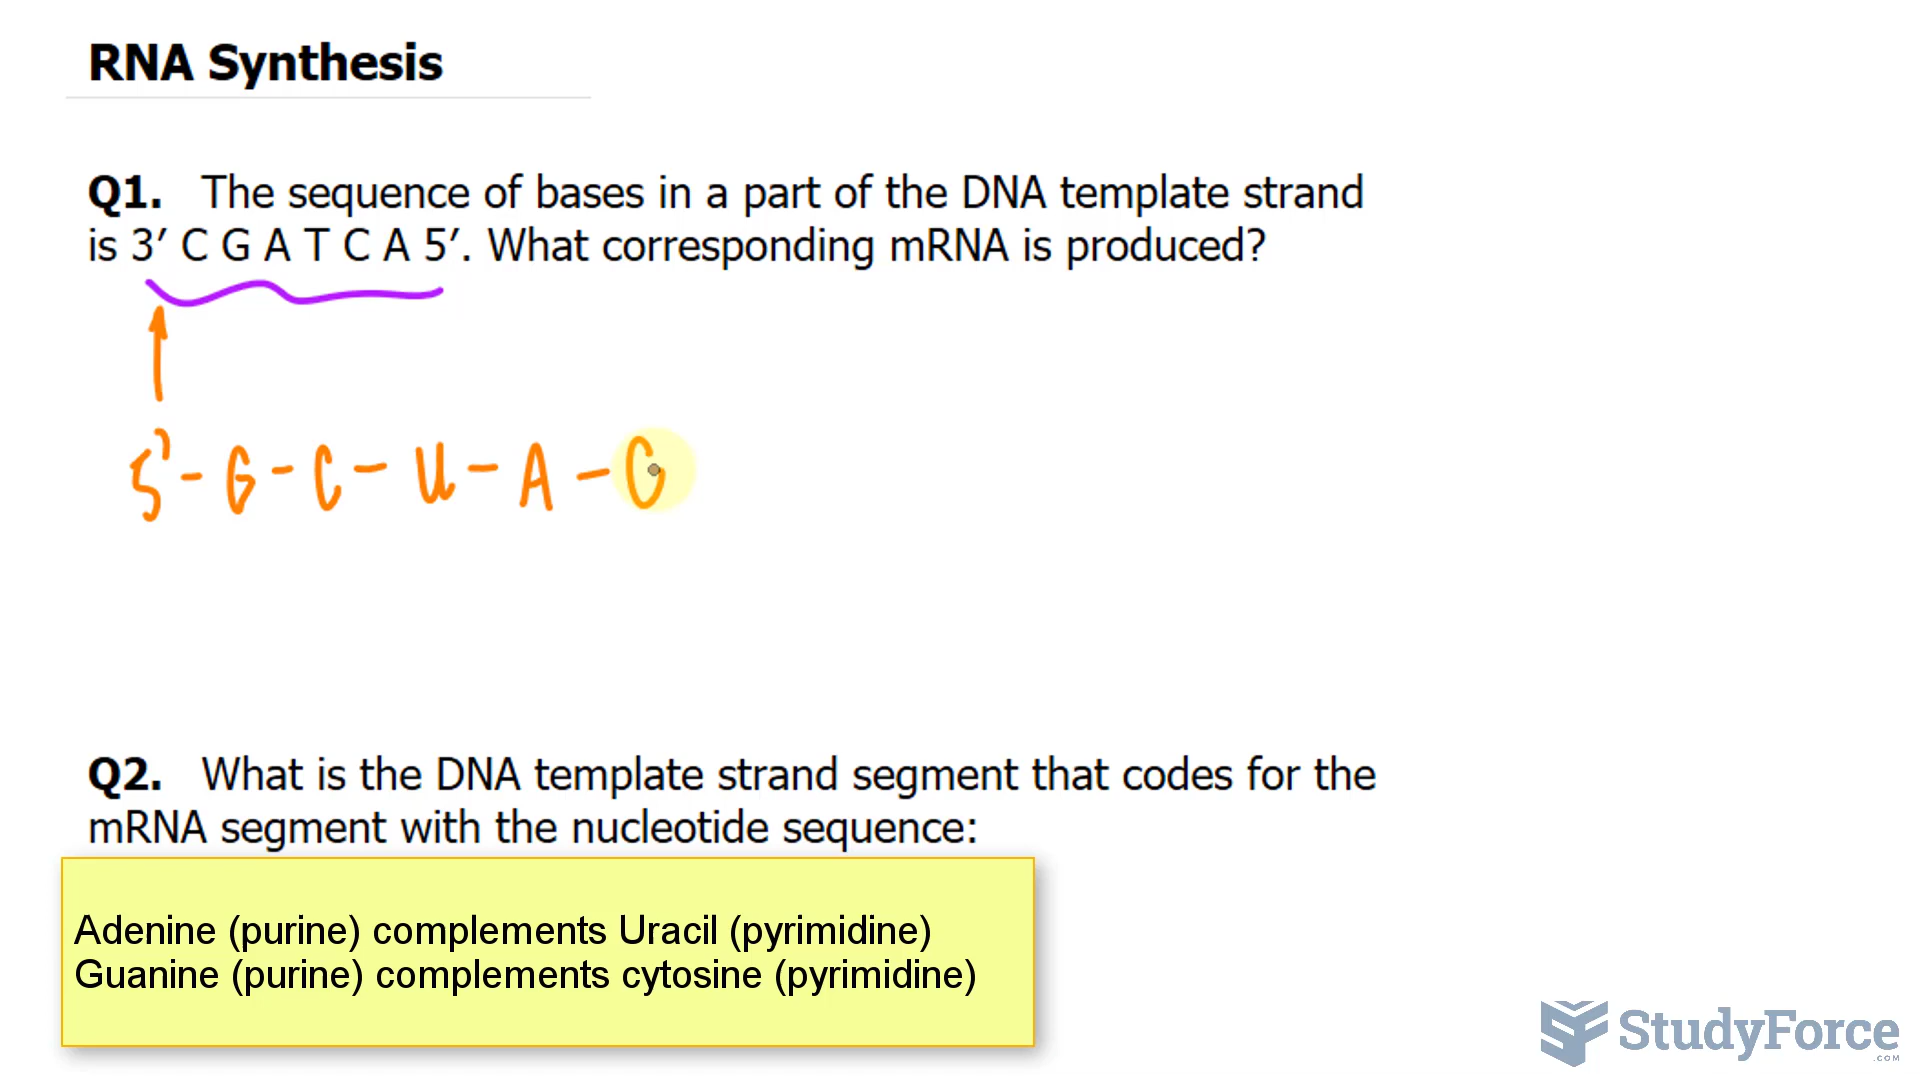 RNA Synthesis
Q1. The sequence of bases in a part of the DNA template strand
is 3′ C G A T C A 5′. What corresponding mRNA is produced?
5' - G - C - U - A - G
Q2. What is the DNA template strand segment that codes for the
mRNA segment with the nucleotide sequence:
Adenine (purine) complements Uracil (pyrimidine)
Guanine (purine) complements cytosine (pyrimidine)
StudyForce
.COM